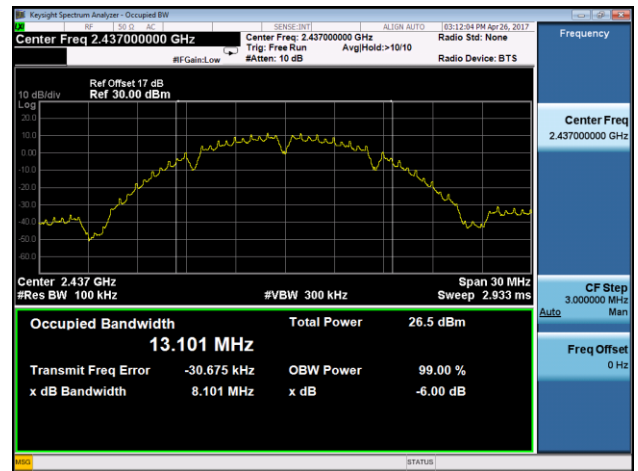 Keysight Spectrum Analyzer - Occupied BW
RF 50 Ω AC SENSE:INT ALIGN AUTO 03:12:04 PM Apr 26, 2017
Center Freq 2.437000000 GHz
Center Freq: 2.437000000 GHz Radio Std: None
Trig: Free Run Avg|Hold:>10/10
#IFGain:Low #Atten: 10 dB Radio Device: BTS
Ref Offset 17 dB
10 dB/div Ref 30.00 dBm
Log
20.0
10.0
0.00
-10.0
-20.0
-30.0
-40.0
-50.0
-60.0
Center 2.437 GHz Span 30 MHz
#Res BW 100 kHz #VBW 300 kHz Sweep 2.933 ms
Occupied Bandwidth Total Power 26.5 dBm
13.101 MHz
Transmit Freq Error -30.675 kHz OBW Power 99.00 %
x dB Bandwidth 8.101 MHz x dB -6.00 dB
MSG STATUS
Frequency
Center Freq
2.437000000 GHz
CF Step
3.000000 MHz
Auto Man
Freq Offset
0 Hz